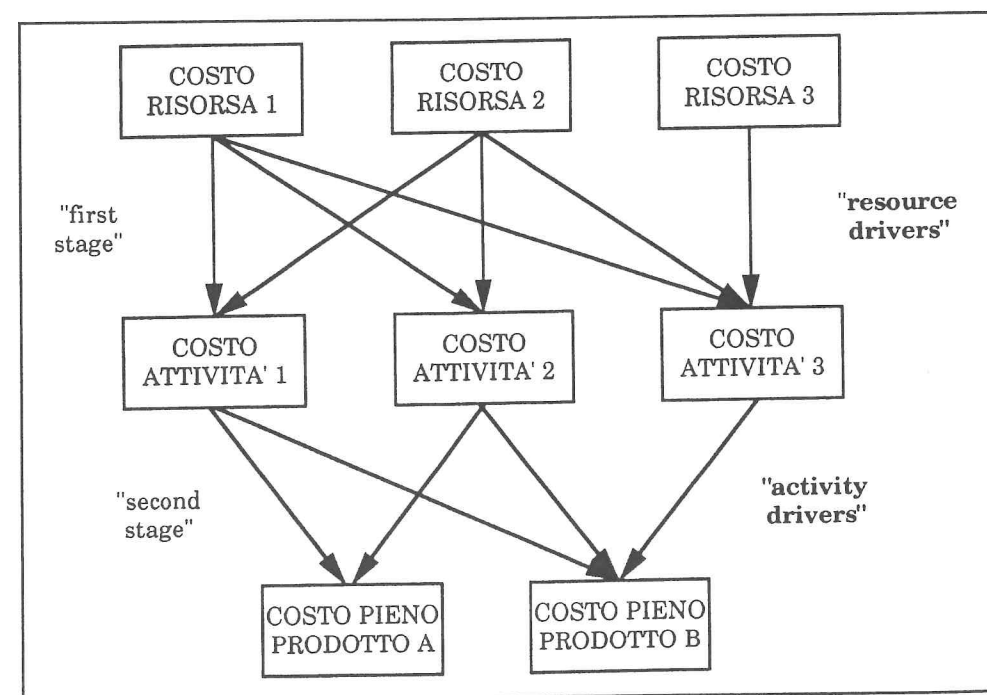 COSTO
RISORSA 1
COSTO
RISORSA 2
COSTO
RISORSA 3
"first
stage"
"resource
drivers"
COSTO
ATTIVITA' 1
COSTO
ATTIVITA' 2
COSTO
ATTIVITA' 3
"second
stage"
"activity
drivers"
COSTO PIENO
PRODOTTO A
COSTO PIENO
PRODOTTO B